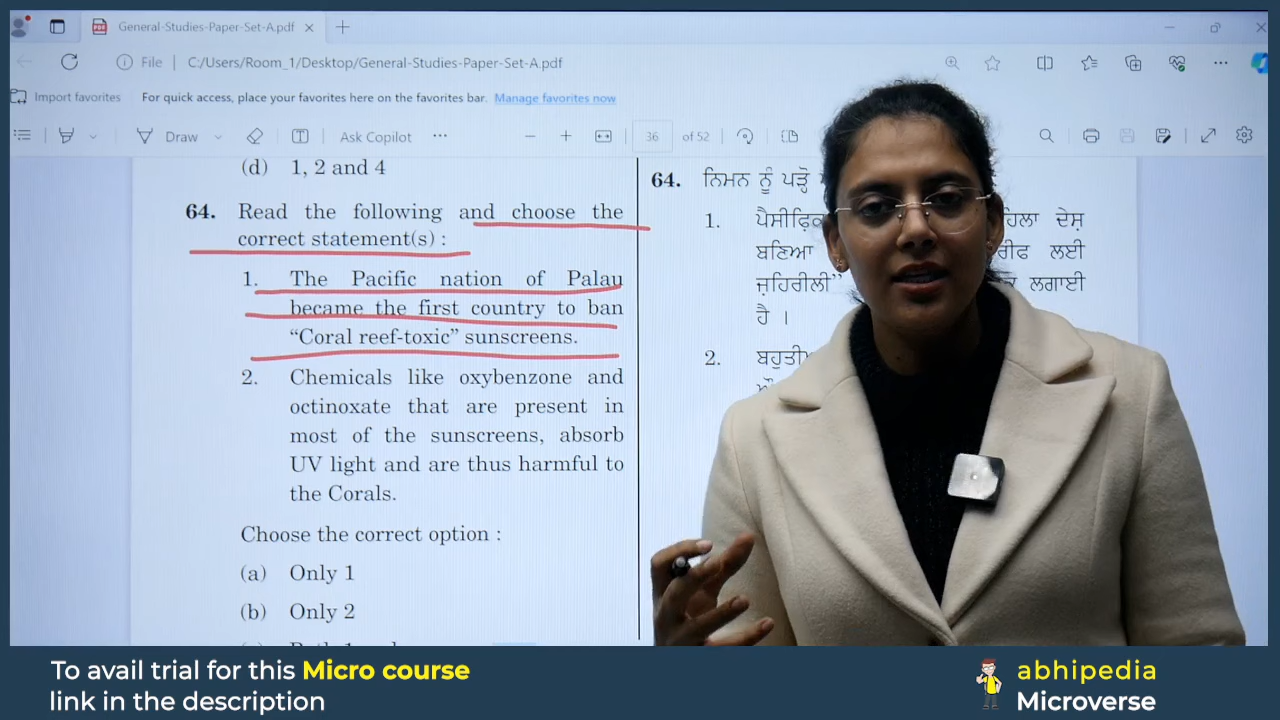 General-Studies-Paper-Set-A.pdf
File C:/Users/Room_1/Desktop/General-Studies-Paper-Set-A.pdf
Import favorites For quick access, place your favorites here on the favorites bar. Manage favorites now
Draw Ask Copilot 36 of 52
(d) 1, 2 and 4
64. Read the following and choose the
correct statement(s) :
1. The Pacific nation of Palau
became the first country to ban
“Coral reef-toxic” sunscreens.
2. Chemicals like oxybenzone and
octinoxate that are present in
most of the sunscreens, absorb
UV light and are thus harmful to
the Corals.
Choose the correct option :
(a) Only 1
(b) Only 2
64. ਨਿਮਨ ਨੂੰ ਪੜ੍ਹੋ
1. ਪੈਸੀਫ਼ਿਕ ਦੇਸ਼
ਬਣਿਆ ਲਈ
ਜ਼ਹਿਰੀਲੀ” ਲਗਾਈ
ਹੈ ।
2.
To avail trial for this Micro course
link in the description
abhipedia
Microverse